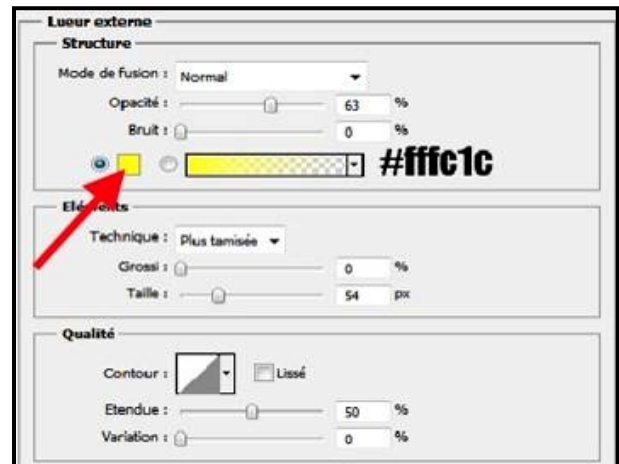 Lueur externe
Structure
Mode de fusion : Normal
Opacité : 63 %
Bruit : 0 %
#fffc1c
Eléments
Technique : Plus tamisée
Grossi : 0 %
Taille : 54 px
Qualité
Contour : Lissé
Etendue : 50 %
Variation : 0 %